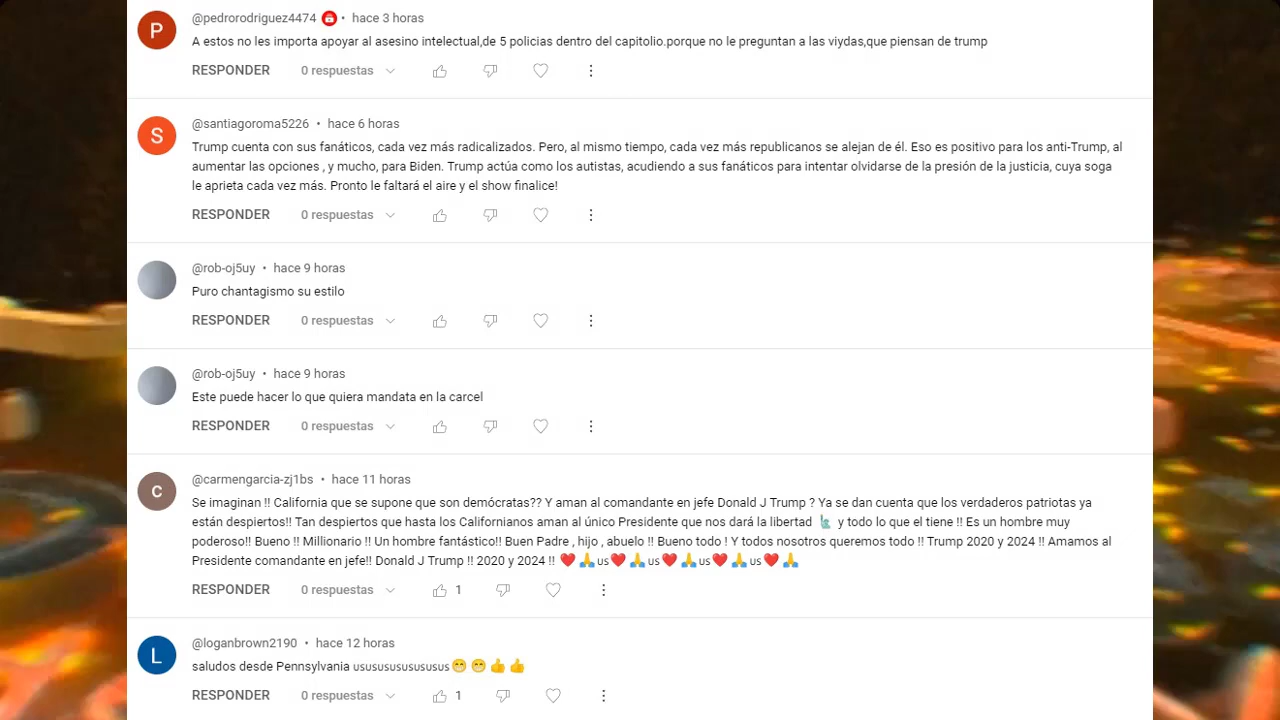 @pedrorodriguez4474 • hace 3 horas
A estos no les importa apoyar al asesino intelectual,de 5 policias dentro del capitolio.porque no le preguntan a las viydas,que piensan de trump
RESPONDER 0 respuestas
@santiagoroma5226 • hace 6 horas
Trump cuenta con sus fanáticos, cada vez más radicalizados. Pero, al mismo tiempo, cada vez más republicanos se alejan de él. Eso es positivo para los anti-Trump, al
aumentar las opciones , y mucho, para Biden. Trump actúa como los autistas, acudiendo a sus fanáticos para intentar olvidarse de la presión de la justicia, cuya soga
le aprieta cada vez más. Pronto le faltará el aire y el show finalice!
RESPONDER 0 respuestas
@rob-oj5uy • hace 9 horas
Puro chantagismo su estilo
RESPONDER 0 respuestas
@rob-oj5uy • hace 9 horas
Este puede hacer lo que quiera mandata en la carcel
RESPONDER 0 respuestas
@carmengarcia-zj1bs • hace 11 horas
Se imaginan !! California que se supone que son demócratas?? Y aman al comandante en jefe Donald J Trump ? Ya se dan cuenta que los verdaderos patriotas ya
están despiertos!! Tan despiertos que hasta los Californianos aman al único Presidente que nos dará la libertad 🗽 y todo lo que el tiene !! Es un hombre muy
poderoso!! Bueno !! Millionario !! Un hombre fantástico!! Buen Padre , hijo , abuelo !! Bueno todo ! Y todos nosotros queremos todo !! Trump 2020 y 2024 !! Amamos al
Presidente comandante en jefe!! Donald J Trump !! 2020 y 2024 !! ❤️🙏us❤️🙏us❤️🙏us❤️🙏us❤️🙏
RESPONDER 0 respuestas 1
@loganbrown2190 • hace 12 horas
saludos desde Pennsylvania usususususususus😁😁👍👍
RESPONDER 0 respuestas 1
P
S
C
L